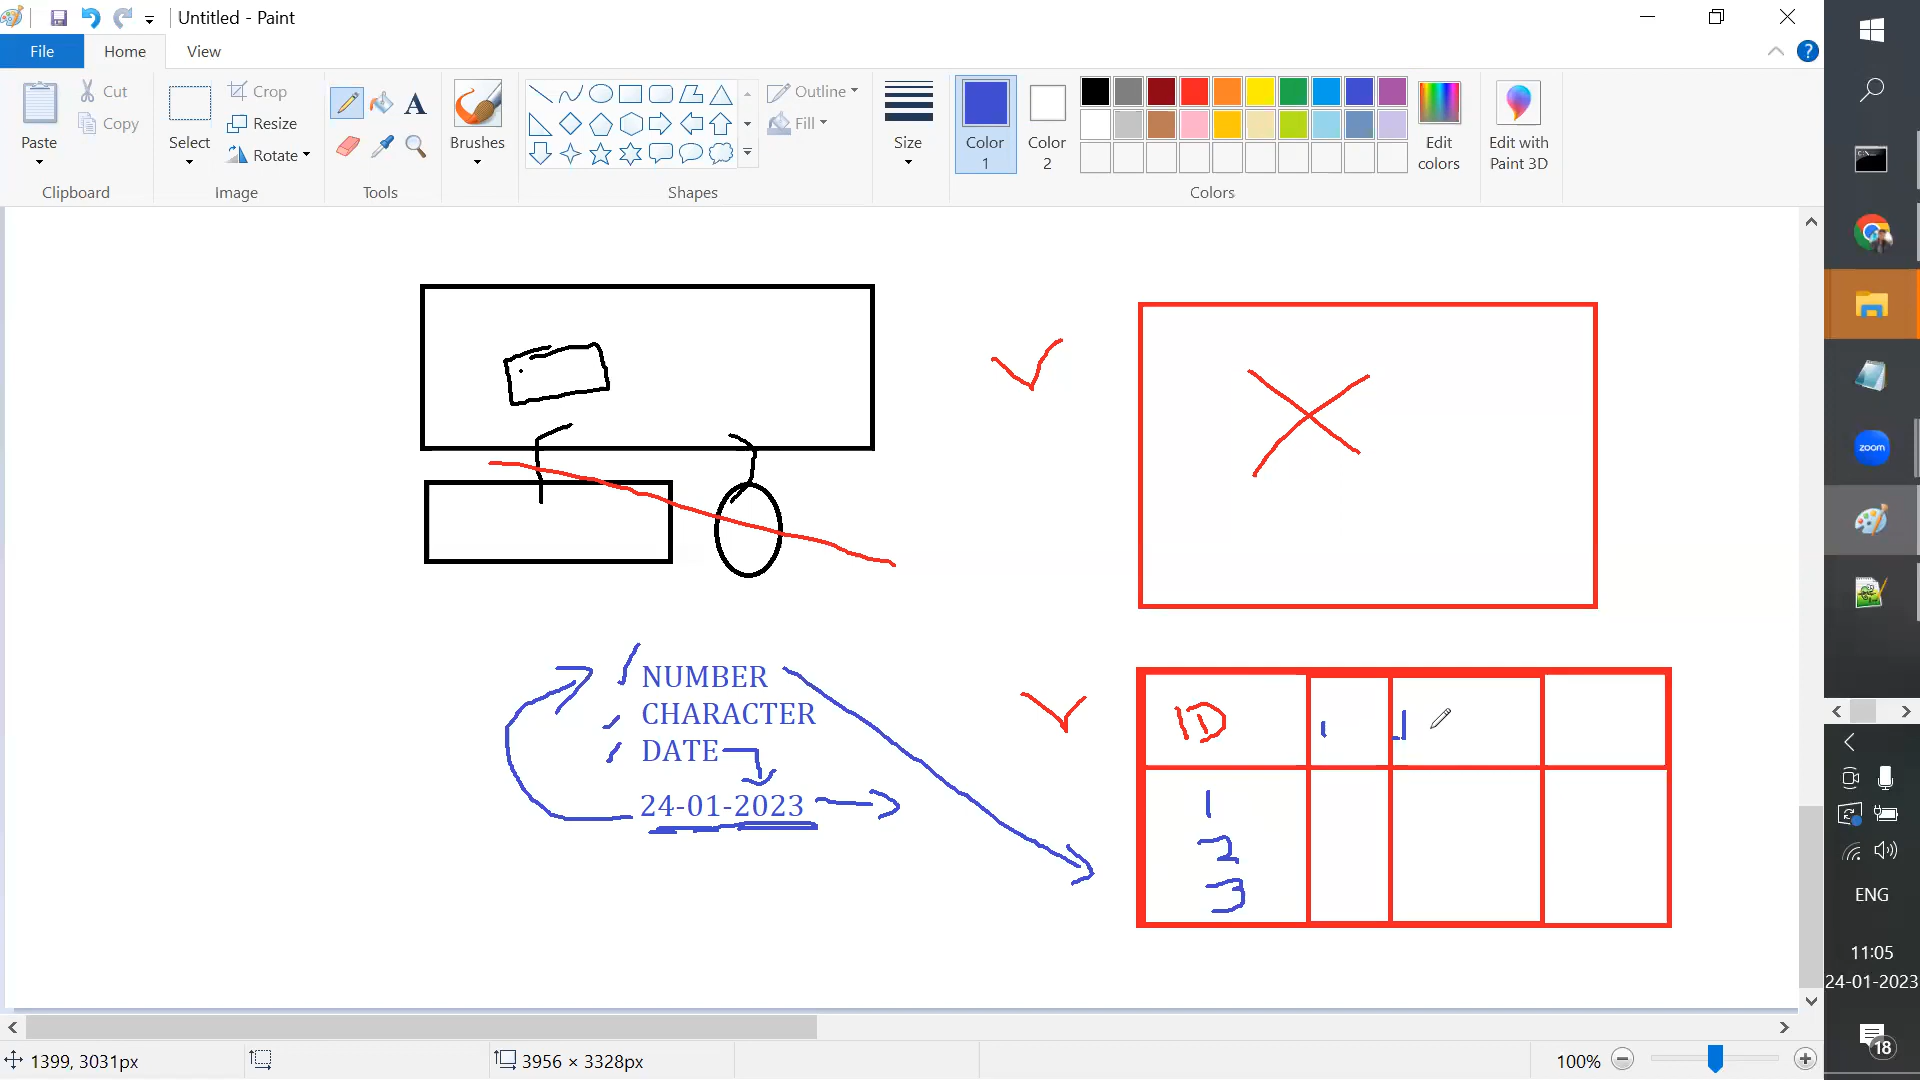 Untitled - Paint
File
Home
View
Paste
Cut
Copy
Clipboard
Select
Crop
Resize
Rotate
Image
A
Tools
Brushes
Shapes
Outline
Fill
Size
Color 1
Color 2
Edit colors
Colors
Edit with Paint 3D
?
C:\
zoom
NUMBER
CHARACTER
DATE
24-01-2023
ID
1
2
3
ENG
11:05
24-01-2023
18
1399, 3031px
3956 × 3328px
100%